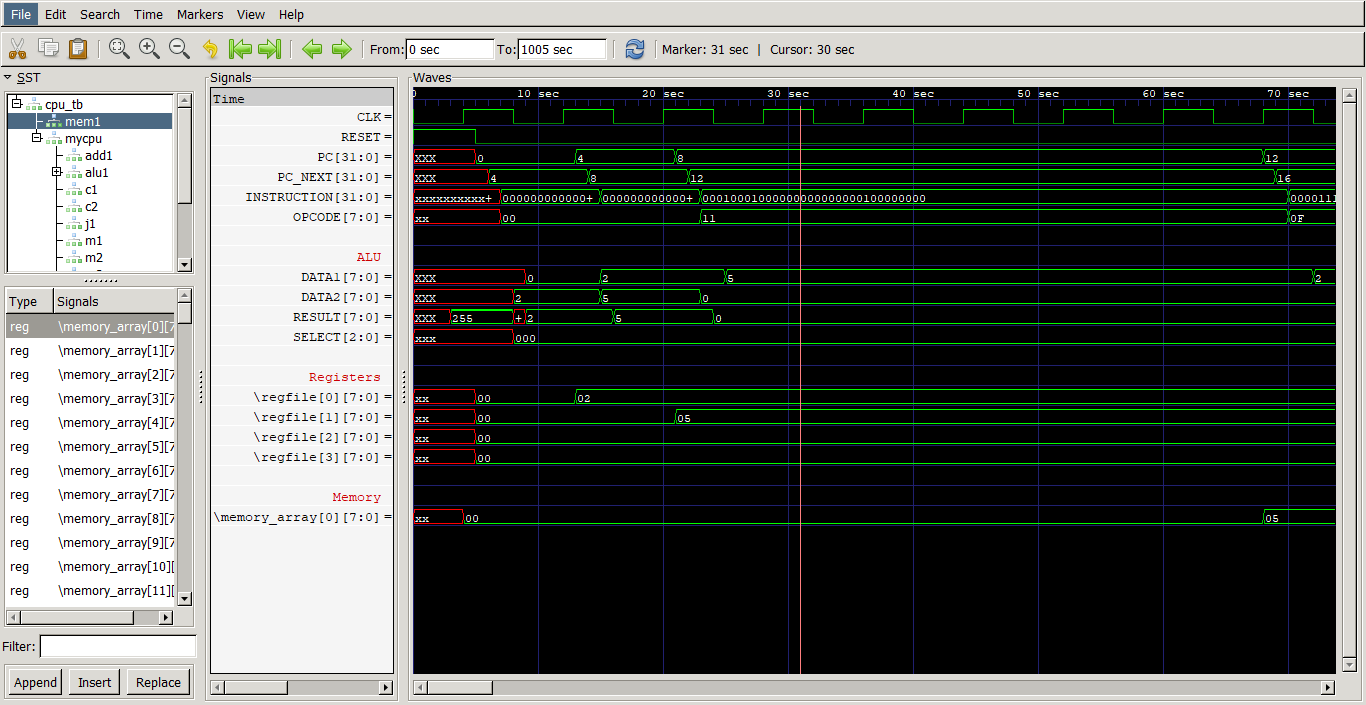 File Edit Search Time Markers View Help
From: 0 sec To: 1005 sec Marker: 31 sec | Cursor: 30 sec
SST
cpu_tb
mem1
mycpu
add1
alu1
c1
c2
j1
m1
m2
Type Signals
reg \memory_array[0][7
reg \memory_array[1][7
reg \memory_array[2][7
reg \memory_array[3][7
reg \memory_array[4][7
reg \memory_array[5][7
reg \memory_array[6][7
reg \memory_array[7][7
reg \memory_array[8][7
reg \memory_array[9][7
reg \memory_array[10][
reg \memory_array[11][
Filter:
Append Insert Replace
Signals
Time
CLK =
RESET =
PC[31:0] =
PC_NEXT[31:0] =
INSTRUCTION[31:0] =
OPCODE[7:0] =
ALU
DATA1[7:0] =
DATA2[7:0] =
RESULT[7:0] =
SELECT[2:0] =
Registers
\regfile[0][7:0] =
\regfile[1][7:0] =
\regfile[2][7:0] =
\regfile[3][7:0] =
Memory
\memory_array[0][7:0] =
Waves
0 10 sec 20 sec 30 sec 40 sec 50 sec 60 sec 70 sec
XXX 0 4 8 12
XXX 4 8 12 16
xxxxxxxxxx+ 000000000000+ 000000000000+ 00010001000000000000000100000000 0000111
xx 00 11 0F
XXX 0 2 5 2
XXX 2 5 0
XXX 255 + 2 5 0
xxx 000
xx 00 02
xx 00 05
xx 00
xx 00
xx 00 05